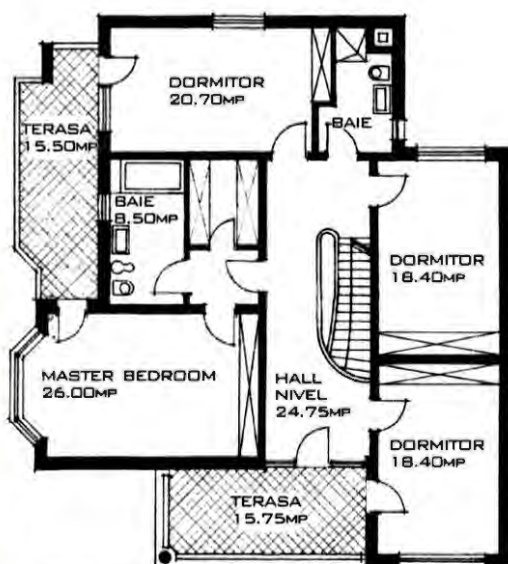 DORMITOR
20.70MP
TERASA
15.50MP
BAIE
BAIE
8.50MP
DORMITOR
18.40MP
MASTER BEDROOM
26.00MP
HALL
NIVEL
24.75MP
DORMITOR
18.40MP
TERASA
15.75MP